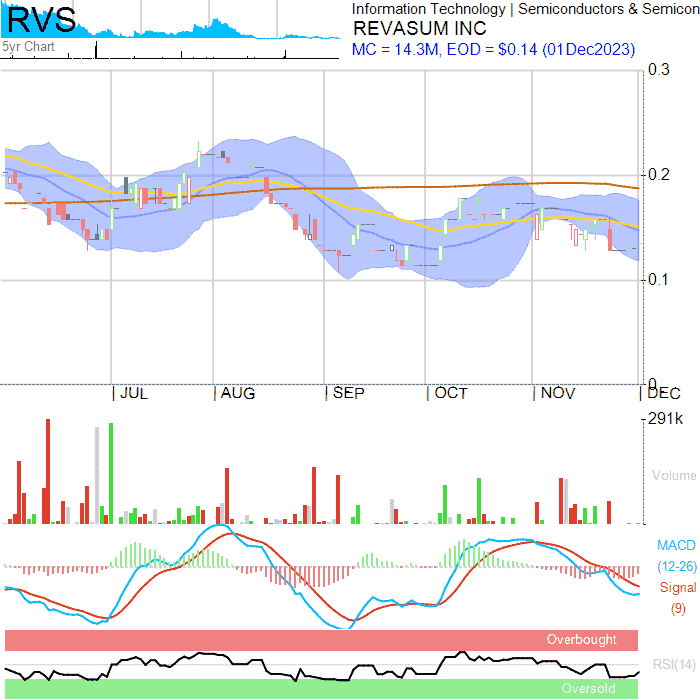 RVS
5yr Chart
Information Technology | Semiconductors & Semicon
REVASUM INC
MC = 14.3M, EOD = $0.14 (01Dec2023)
0.3
0.2
0.1
0
JUL AUG SEP OCT NOV DEC
291k
Volume
MACD
(12-26)
Signal
(9)
Overbought
RSI(14)
Oversold